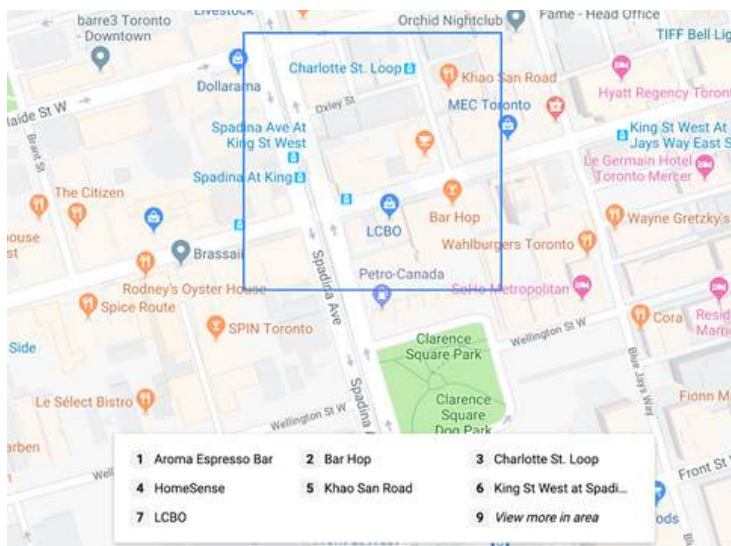 barre3 Toronto
- Downtown
Livestock
Orchid Nightclub
Fame - Head Office
TIFF Bell Lig
Dollarama
Charlotte St. Loop
Khao San Road
Hyatt Regency Toront
laide St W
Oxley St
MEC Toronto
Brant St
Spadina Ave At
King St West
King St West At
Jays Way East S
Spadina At King
Le Germain Hotel
Toronto Mercer
The Citizen
LCBO
Bar Hop
Wayne Gretzky's
house
st
Brassaii
Wahlburgers Toronto
Rodney's Oyster House
Petro-Canada
SoHo Metropolitan
Spice Route
Spadina Ave
SPIN Toronto
Cora
Resid
Marri
Side
Clarence
Square Park
Wellington St W
Blue Jays Way
Spadina A
Le Sélect Bistro
Clarence
Square
Dog Park
Fionn M
Wellington St W
arben
Well
Front St W
ods
1 Aroma Espresso Bar
2 Bar Hop
3 Charlotte St. Loop
4 HomeSense
5 Khao San Road
6 King St West at Spadi...
7 LCBO
9 View more in area